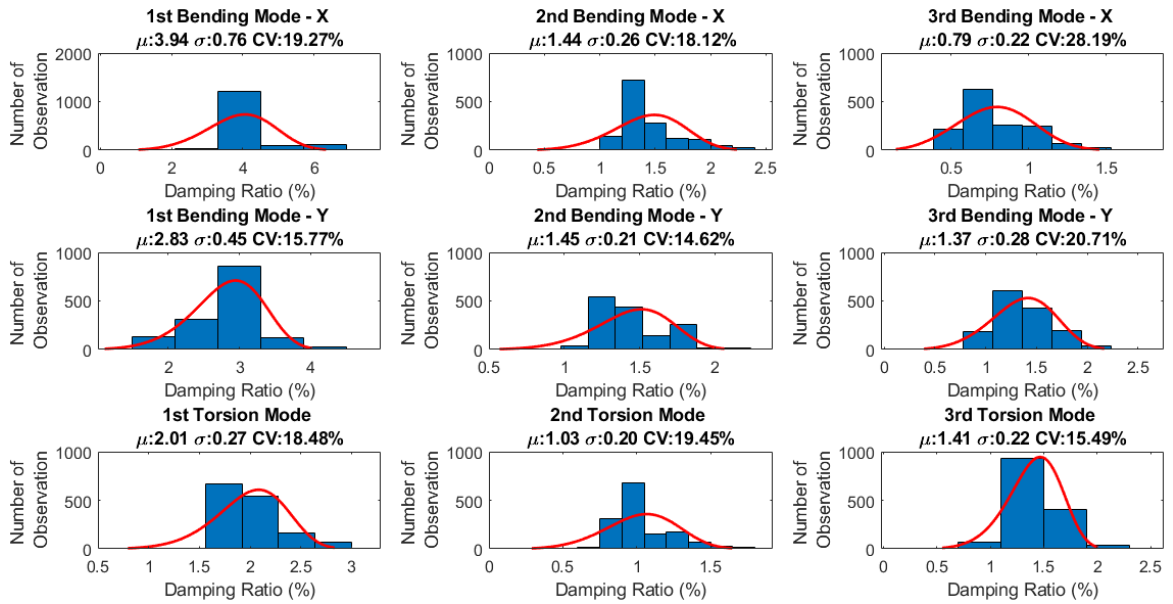 1st Bending Mode - X
μ:3.94 σ:0.76 CV:19.27%
2000
1000
0
0 2 4 6
Number of
Observation
Damping Ratio (%)
2nd Bending Mode - X
μ:1.44 σ:0.26 CV:18.12%
1000
500
0
0.5 1 1.5 2 2.5
Number of
Observation
Damping Ratio (%)
3rd Bending Mode - X
μ:0.79 σ:0.22 CV:28.19%
1000
500
0
0.5 1 1.5
Number of
Observation
Damping Ratio (%)
1st Bending Mode - Y
μ:2.83 σ:0.45 CV:15.77%
1000
500
0
2 3 4
Number of
Observation
Damping Ratio (%)
2nd Bending Mode - Y
μ:1.45 σ:0.21 CV:14.62%
1000
500
0
0.5 1 1.5 2
Number of
Observation
Damping Ratio (%)
3rd Bending Mode - Y
μ:1.37 σ:0.28 CV:20.71%
1000
500
0
0 0.5 1 1.5 2 2.5
Number of
Observation
Damping Ratio (%)
1st Torsion Mode
μ:2.01 σ:0.27 CV:18.48%
1000
500
0
0.5 1 1.5 2 2.5 3
Number of
Observation
Damping Ratio (%)
2nd Torsion Mode
μ:1.03 σ:0.20 CV:19.45%
1000
500
0
0 0.5 1 1.5
Number of
Observation
Damping Ratio (%)
3rd Torsion Mode
μ:1.41 σ:0.22 CV:15.49%
1000
500
0
0 0.5 1 1.5 2 2.5
Number of
Observation
Damping Ratio (%)